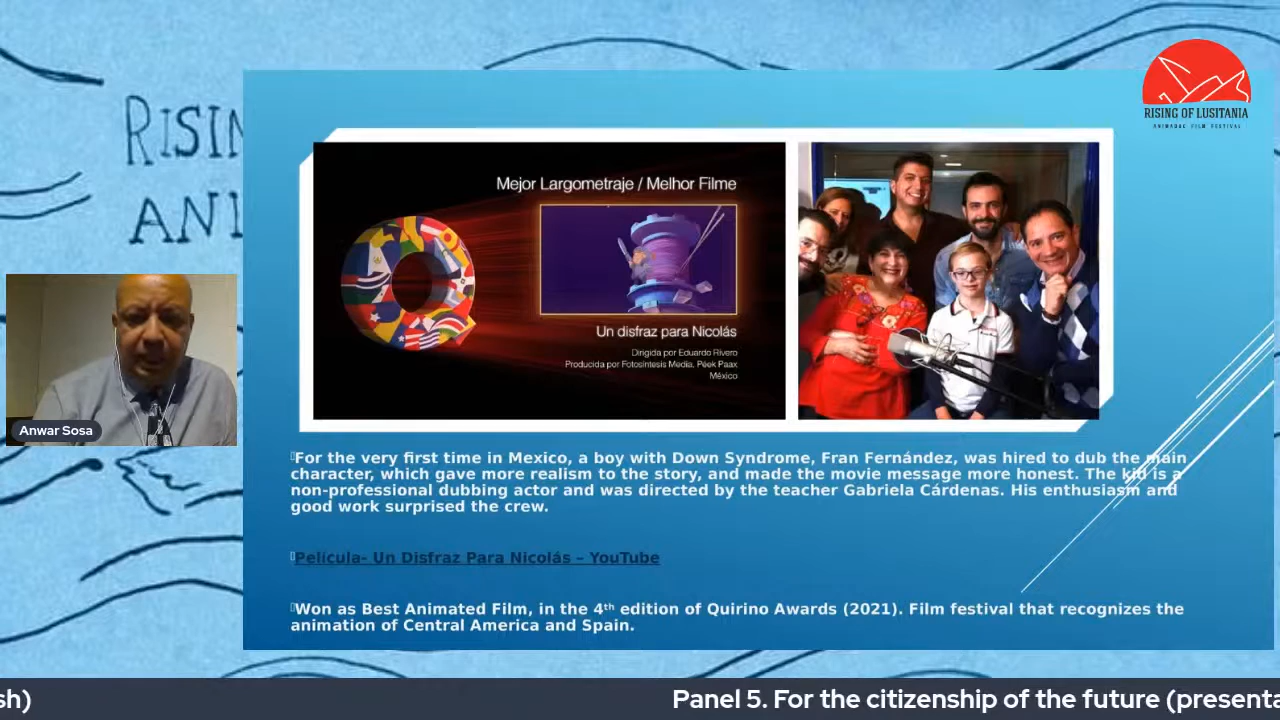 RISIN
ANI
RISING OF LUSITANIA
ANIMADOC FILM FESTIVAL
Mejor Largometraje / Melhor Filme
Un disfraz para Nicolás
Dirigida por Eduardo Rivero
Producida por Fotosíntesis Media, Peek Paax
México
Anwar Sosa
For the very first time in Mexico, a boy with Down Syndrome, Fran Fernández, was hired to dub the main
character, which gave more realism to the story, and made the movie message more honest. The kid is a
non-professional dubbing actor and was directed by the teacher Gabriela Cárdenas. His enthusiasm and
good work surprised the crew.
Película- Un Disfraz Para Nicolás – YouTube
Won as Best Animated Film, in the 4th edition of Quirino Awards (2021). Film festival that recognizes the
animation of Central America and Spain.
sh) Panel 5. For the citizenship of the future (presenta